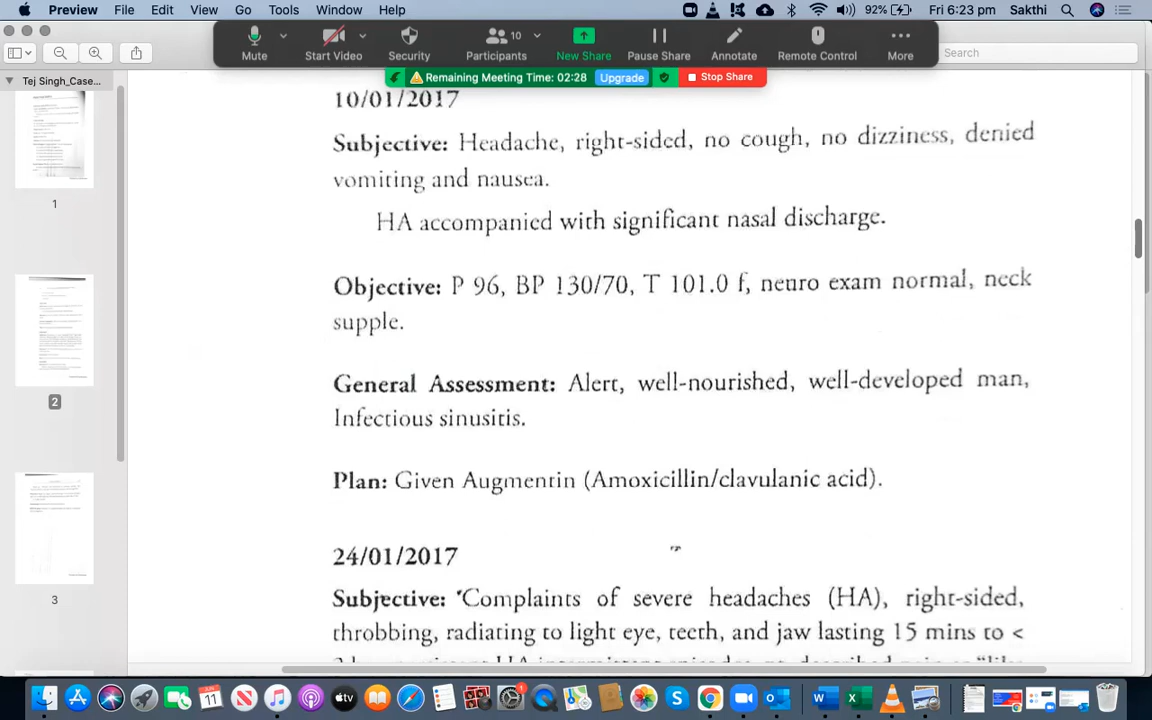 Preview File Edit View Go Tools Window Help 92% Fri 6:23 pm Sakthi
Mute Start Video Security Participants 10 New Share Pause Share Annotate Remote Control More
Search
Remaining Meeting Time: 02:28 Upgrade Stop Share
Tej Singh_Case...
1
2
3
10/01/2017
Subjective: Headache, right-sided, no cough, no dizziness, denied
vomiting and nausea.
HA accompanied with significant nasal discharge.
Objective: P 96, BP 130/70, T 101.0 f, neuro exam normal, neck
supple.
General Assessment: Alert, well-nourished, well-developed man,
Infectious sinusitis.
Plan: Given Augmentin (Amoxicillin/clavulanic acid).
24/01/2017
Subjective: 'Complaints of severe headaches (HA), right-sided,
throbbing, radiating to light eye, teeth, and jaw lasting 15 mins to <
JUN
11